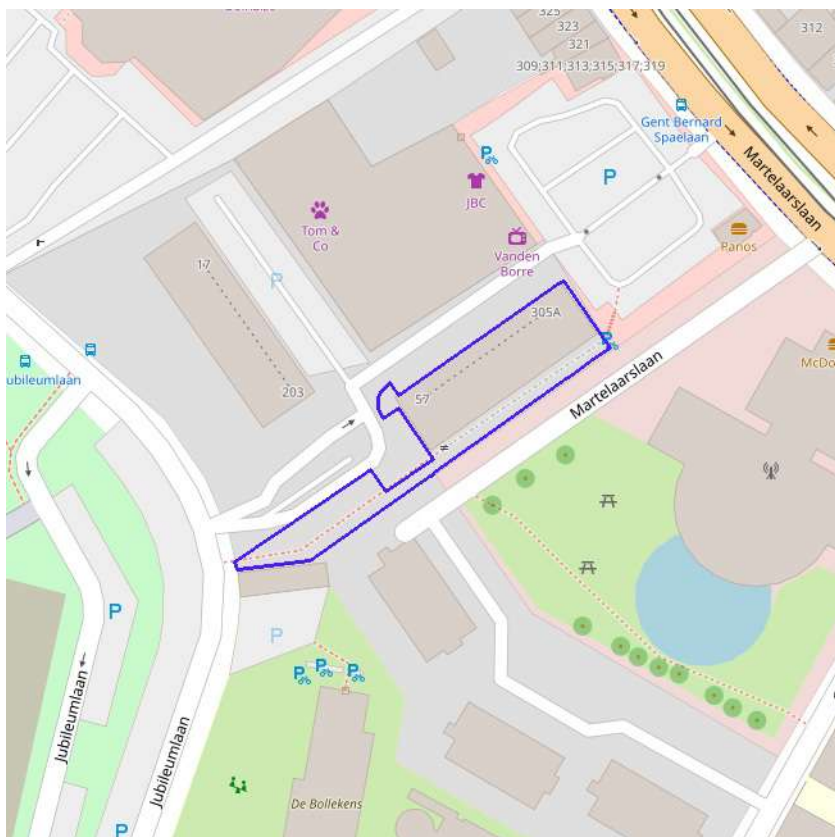 325
323
321
309;311;313;315;317;319
312
Gent Bernard
Spaelaan
Martelaarslaan
P
P
JBC
Tom &
Co
Vanden
Borre
Panos
17
P
305A
P
McDo
Jubileumlaan
57
203
Martelaarslaan
P
P
P
P
P
Jubileumlaan
Jubileumlaan
De Bollekens
P